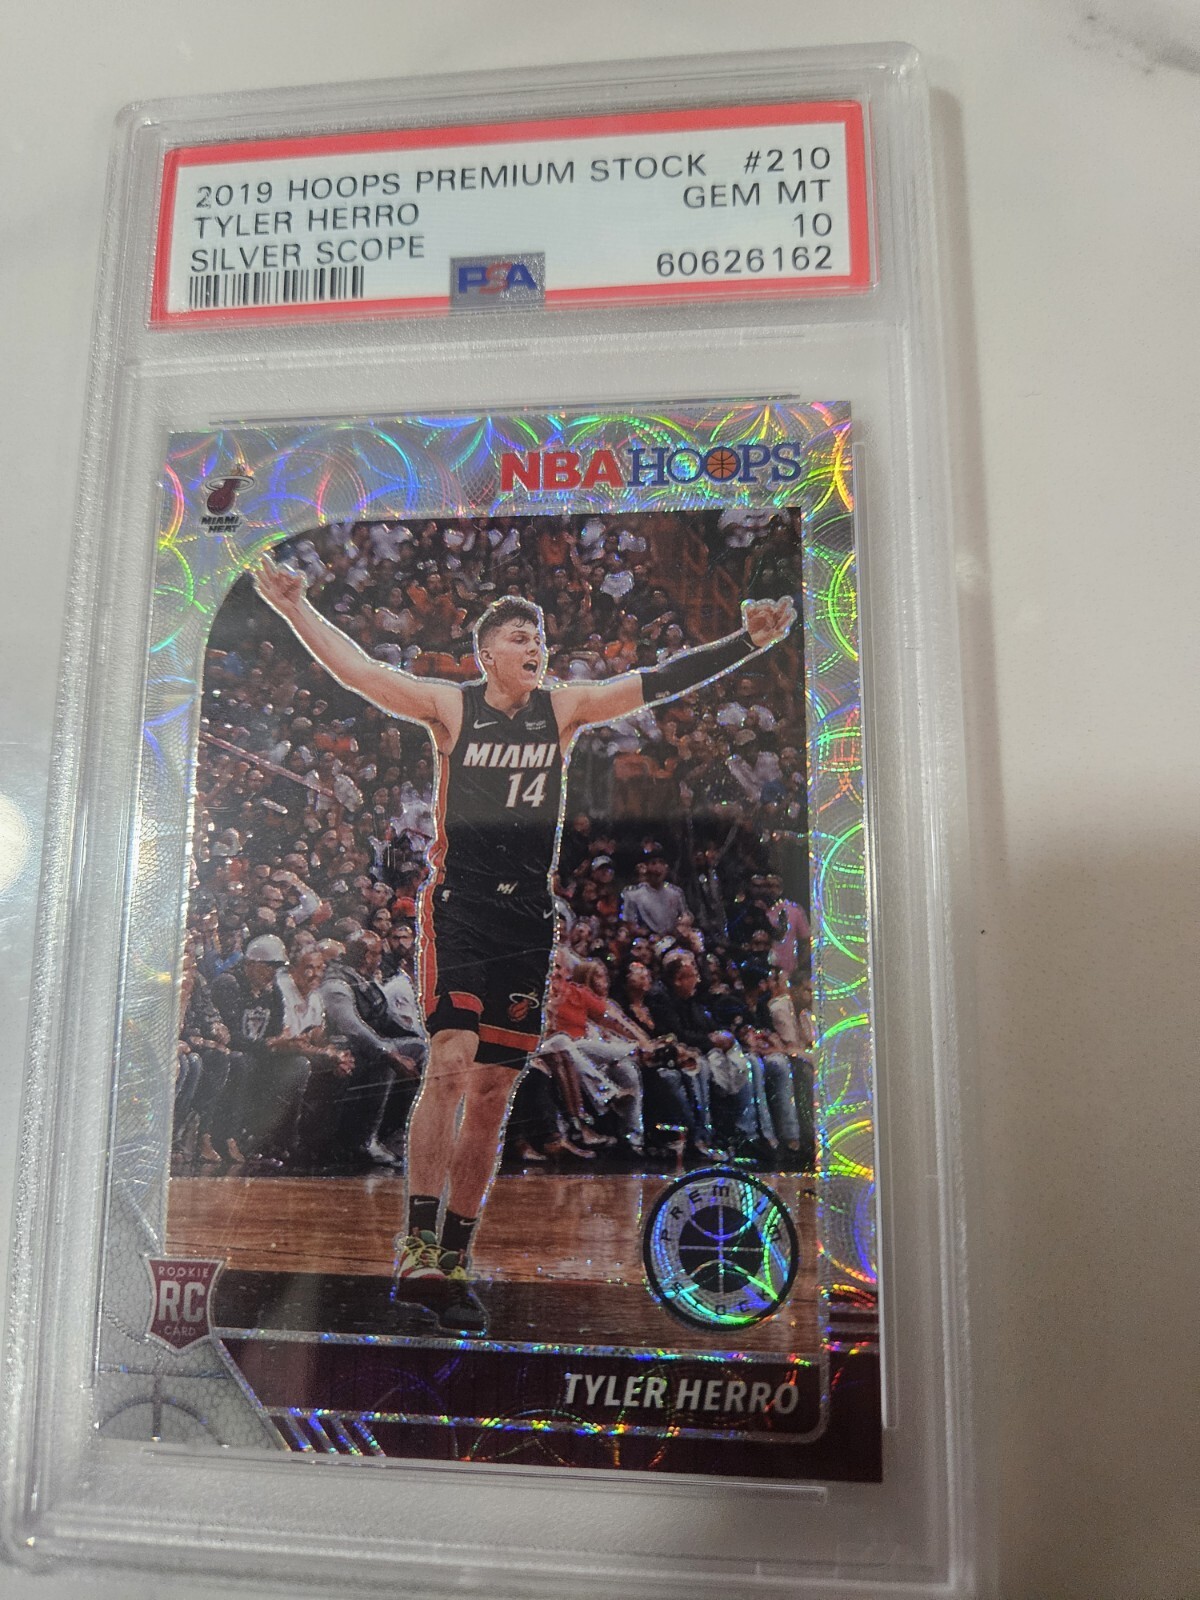 2019 HOOPS PREMIUM STOCK #210
TYLER HERRO GEM MT
SILVER SCOPE 10
PSA 60626162
NBA HOOPS
MIAMI
HEAT
MIAMI
14
PREMIUM
STOCK
ROOKIE
RC
CARD
TYLER HERRO